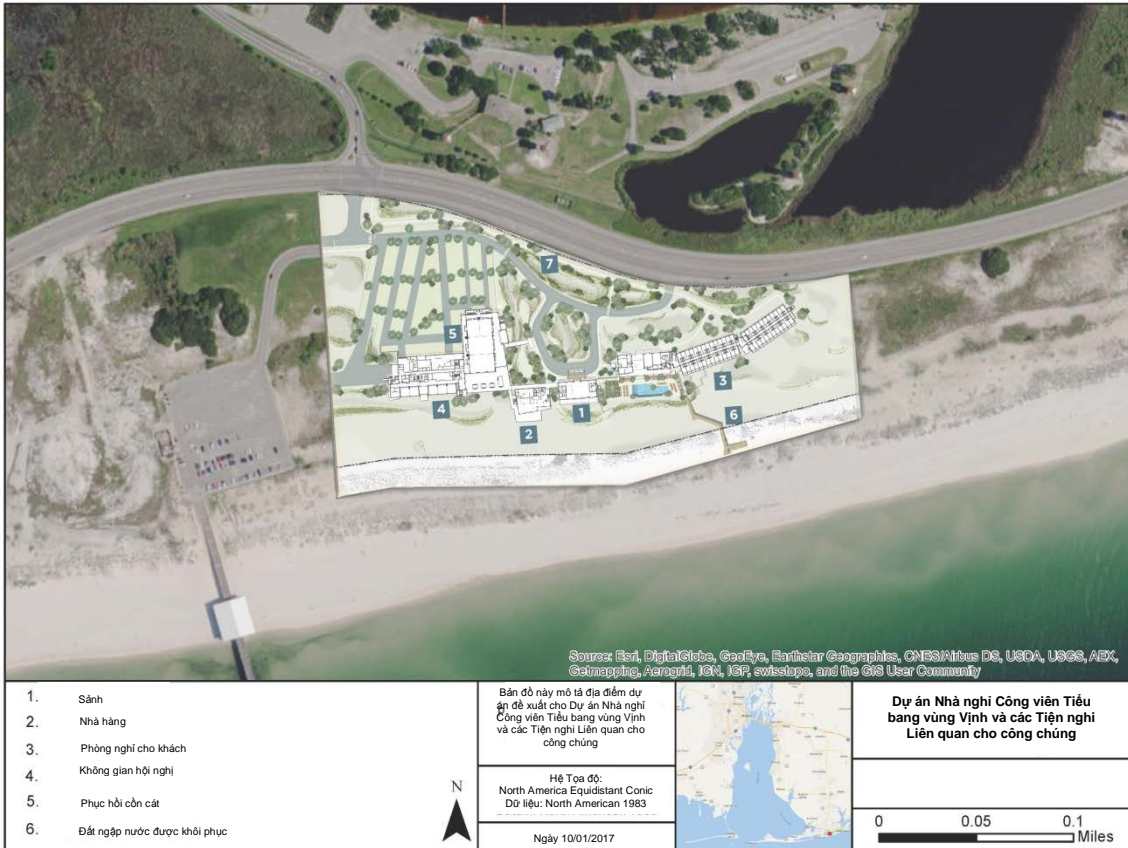 7
5
3
4
1
6
2
Source: Esri, DigitalGlobe, GeoEye, Earthstar Geographics, CNES/Airbus DS, USDA, USGS, AEX,
Getmapping, Aerogrid, IGN, IGP, swisstopo, and the GIS User Community
1. Sảnh
2. Nhà hàng
3. Phòng nghỉ cho khách
4. Không gian hội nghị
5. Phục hồi cồn cát
6. Đất ngập nước được khôi phục
N
Bản đồ này mô tả địa điểm dự
án đề xuất cho Dự án Nhà nghỉ
Công viên Tiểu bang vùng Vịnh
và các Tiện nghi Liên quan cho
công chúng
Hệ Tọa độ:
North America Equidistant Conic
Dữ liệu: North American 1983
Ngày 10/01/2017
Dự án Nhà nghỉ Công viên Tiểu
bang vùng Vịnh và các Tiện nghi
Liên quan cho công chúng
0 0.05 0.1
Miles